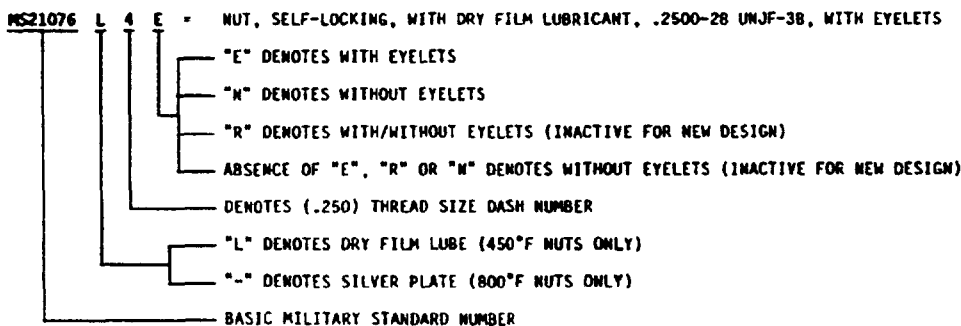 MS21076 L 4 E = NUT, SELF-LOCKING, WITH DRY FILM LUBRICANT, .2500-28 UNJF-3B, WITH EYELETS
"E" DENOTES WITH EYELETS
"N" DENOTES WITHOUT EYELETS
"R" DENOTES WITH/WITHOUT EYELETS (INACTIVE FOR NEW DESIGN)
ABSENCE OF "E", "R" OR "N" DENOTES WITHOUT EYELETS (INACTIVE FOR NEW DESIGN)
DENOTES (.250) THREAD SIZE DASH NUMBER
"L" DENOTES DRY FILM LUBE (450°F NUTS ONLY)
"-" DENOTES SILVER PLATE (800°F NUTS ONLY)
BASIC MILITARY STANDARD NUMBER